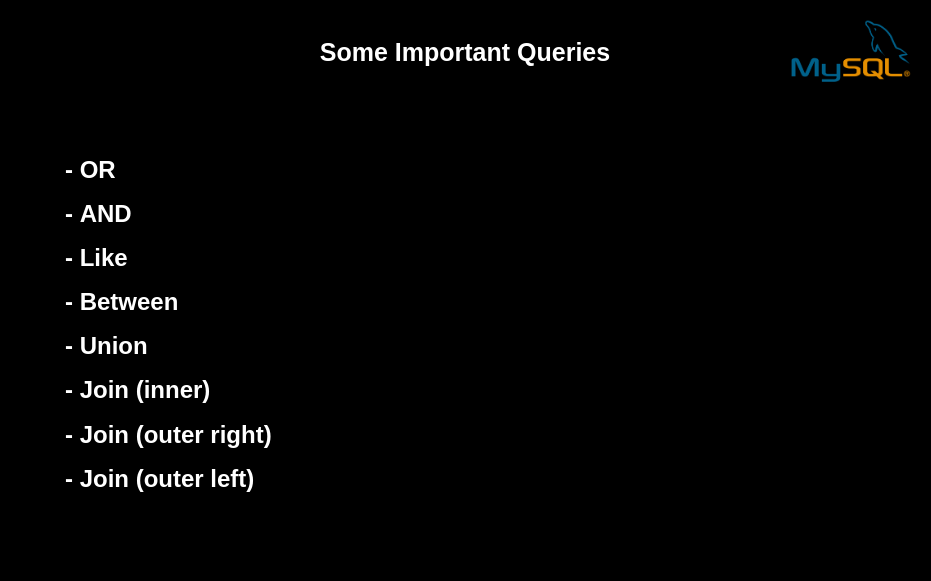 Some Important Queries
MySQL®
- OR
- AND
- Like
- Between
- Union
- Join (inner)
- Join (outer right)
- Join (outer left)